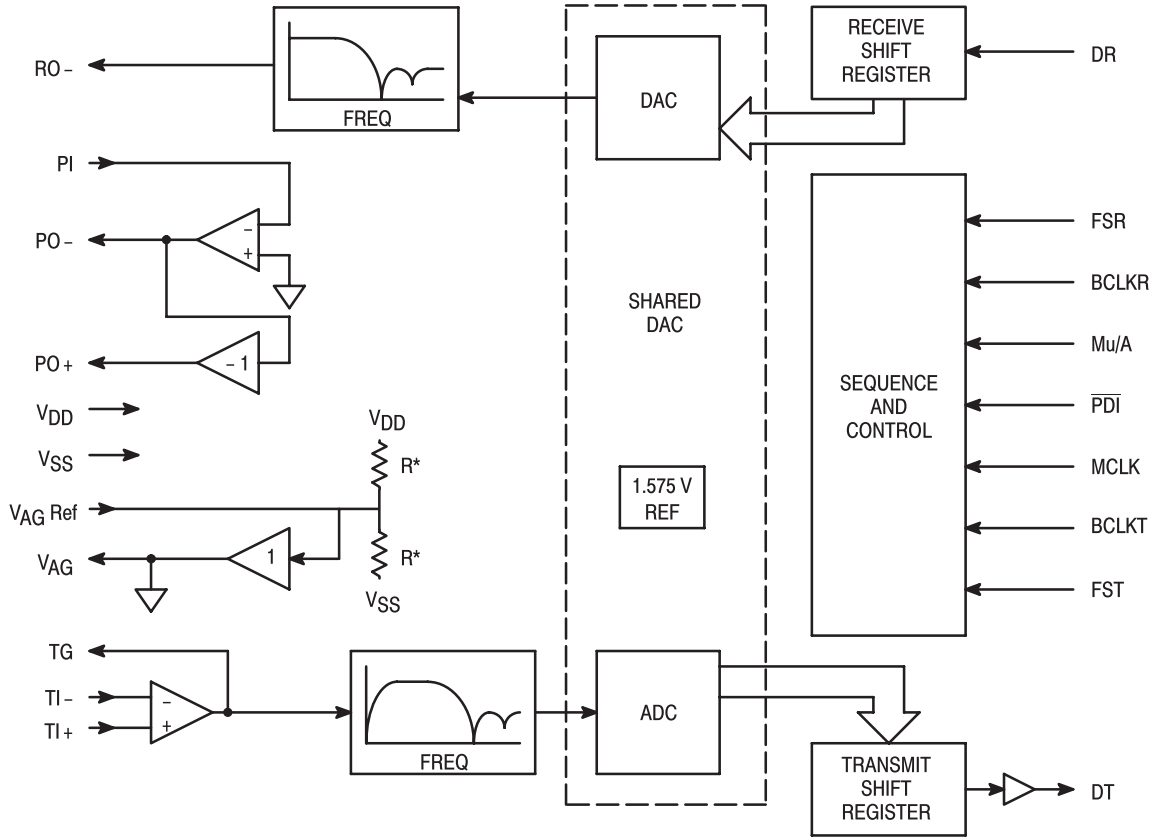 RO –
FREQ
DAC
RECEIVE
SHIFT
REGISTER
DR
PI
PO –
–
+
PO +
– 1
VDD
VSS
VAG Ref
VAG
1
VDD
R*
R*
VSS
SHARED
DAC
1.575 V
REF
SEQUENCE
AND
CONTROL
FSR
BCLKR
Mu/A
PDI
MCLK
BCLKT
FST
TG
TI –
TI +
–
+
FREQ
ADC
TRANSMIT
SHIFT
REGISTER
DT